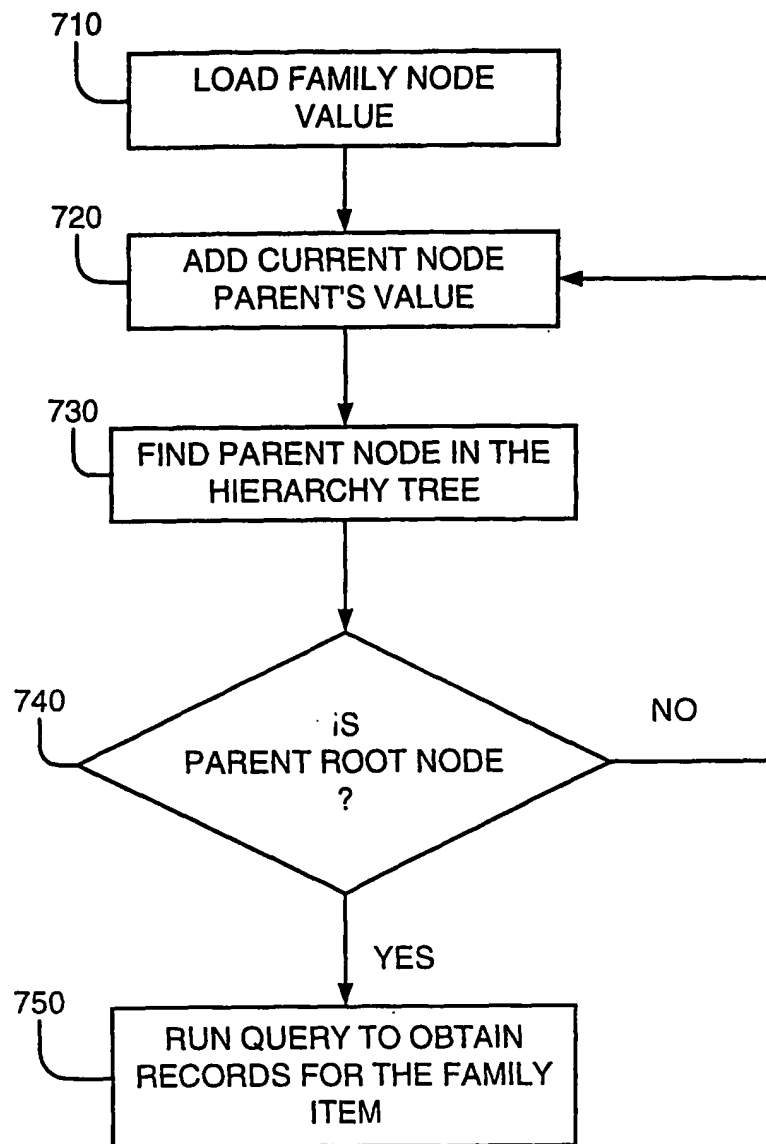 710
LOAD FAMILY NODE
VALUE
720
ADD CURRENT NODE
PARENT'S VALUE
730
FIND PARENT NODE IN THE
HIERARCHY TREE
740
iS
PARENT ROOT NODE
?
NO
YES
750
RUN QUERY TO OBTAIN
RECORDS FOR THE FAMILY
ITEM